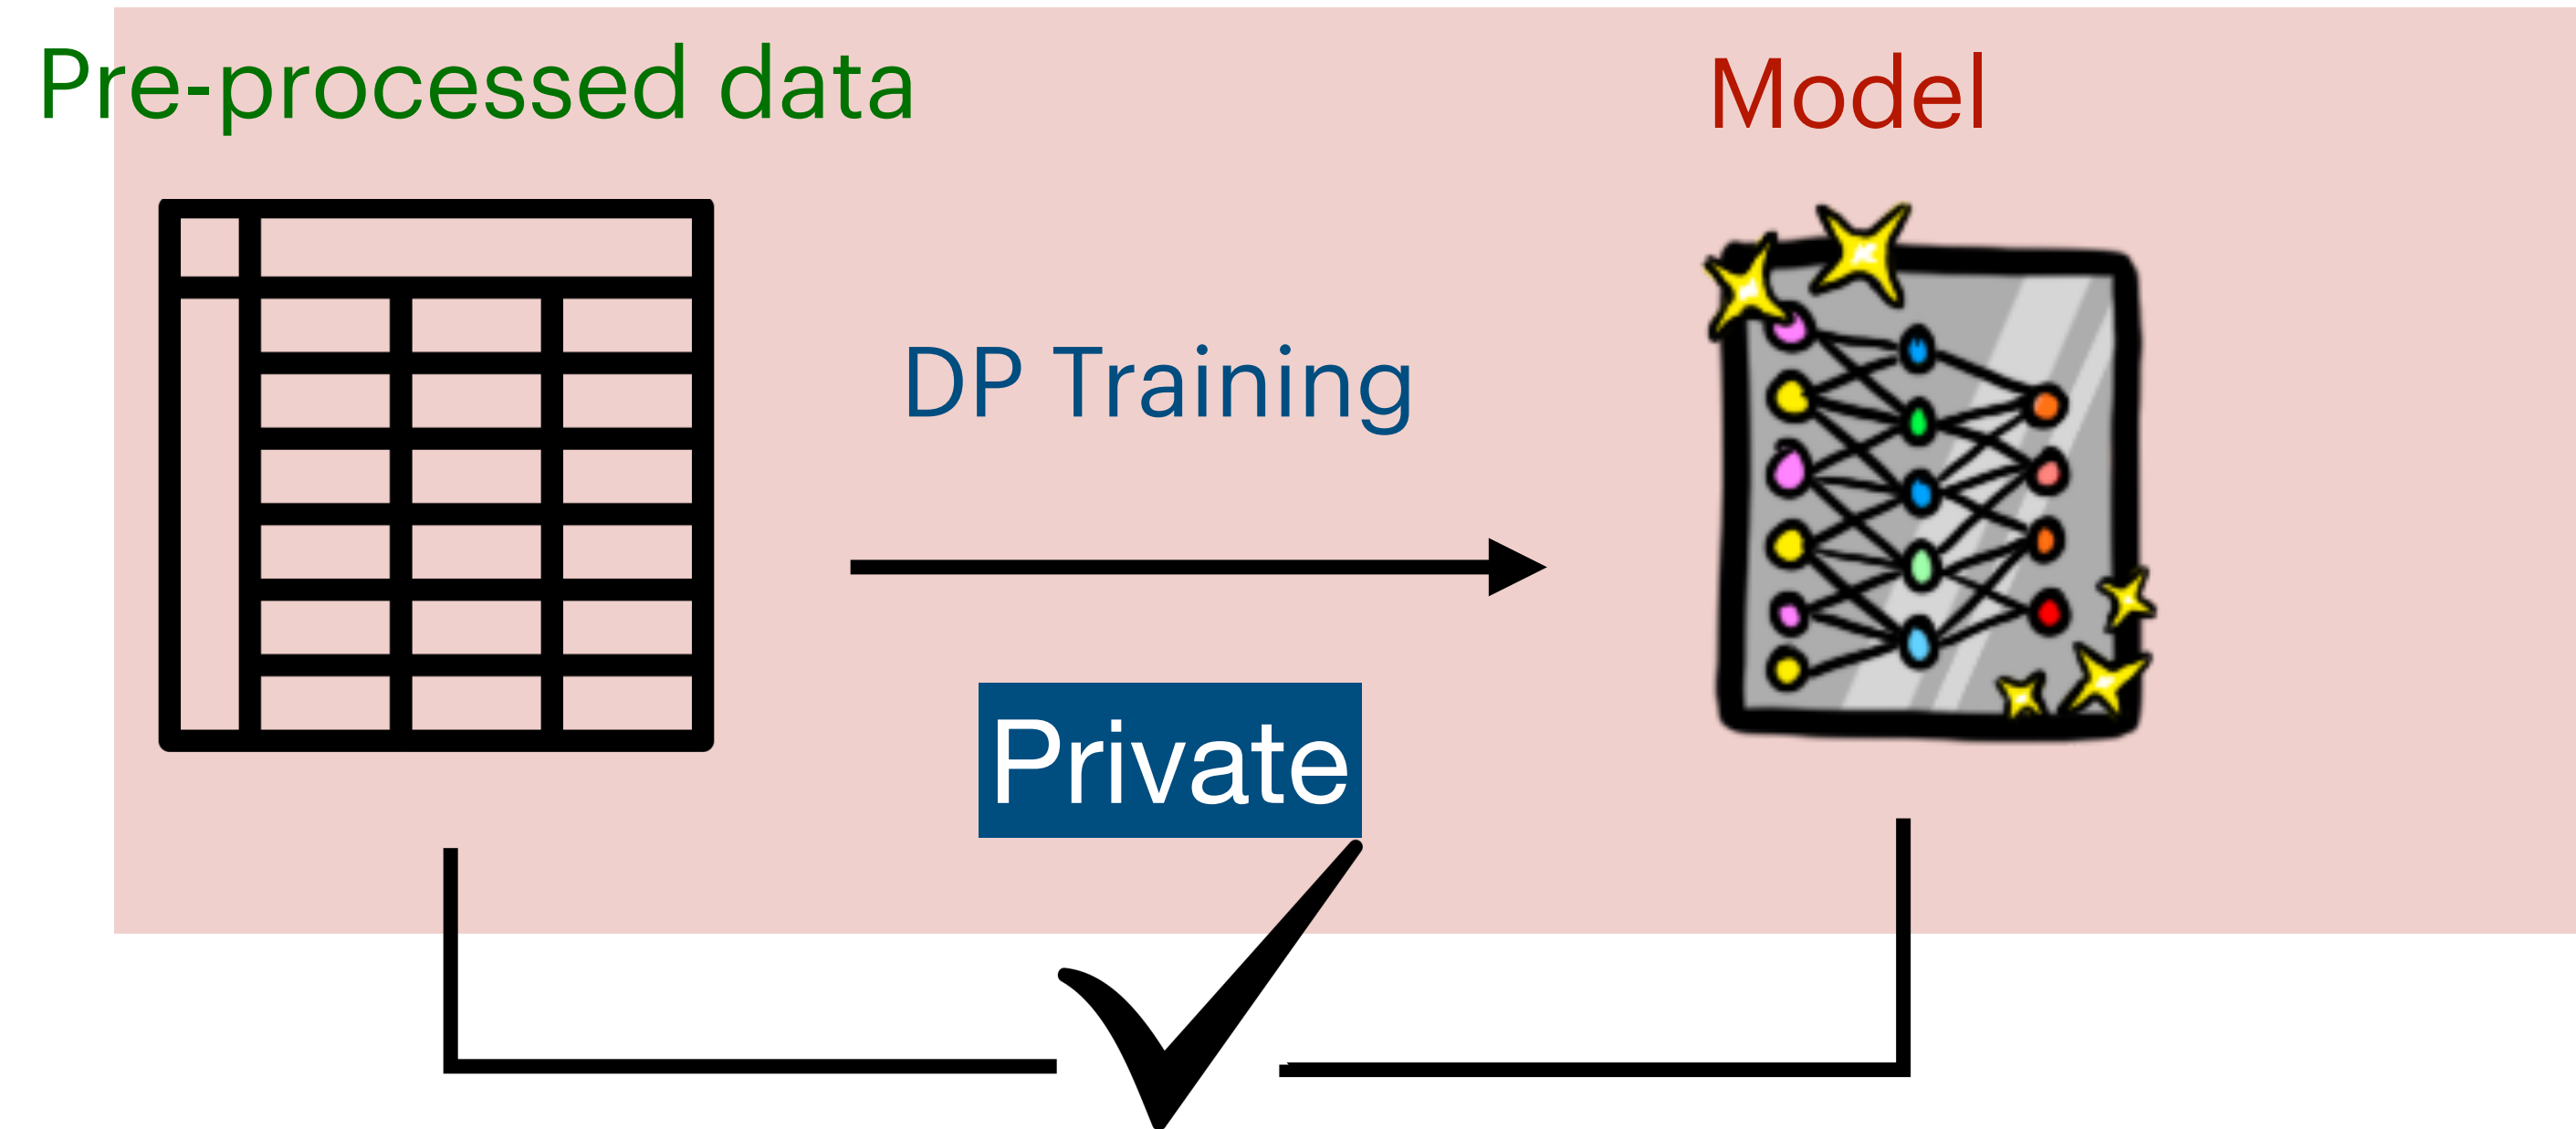 Pre-processed data
Model
DP Training
Private